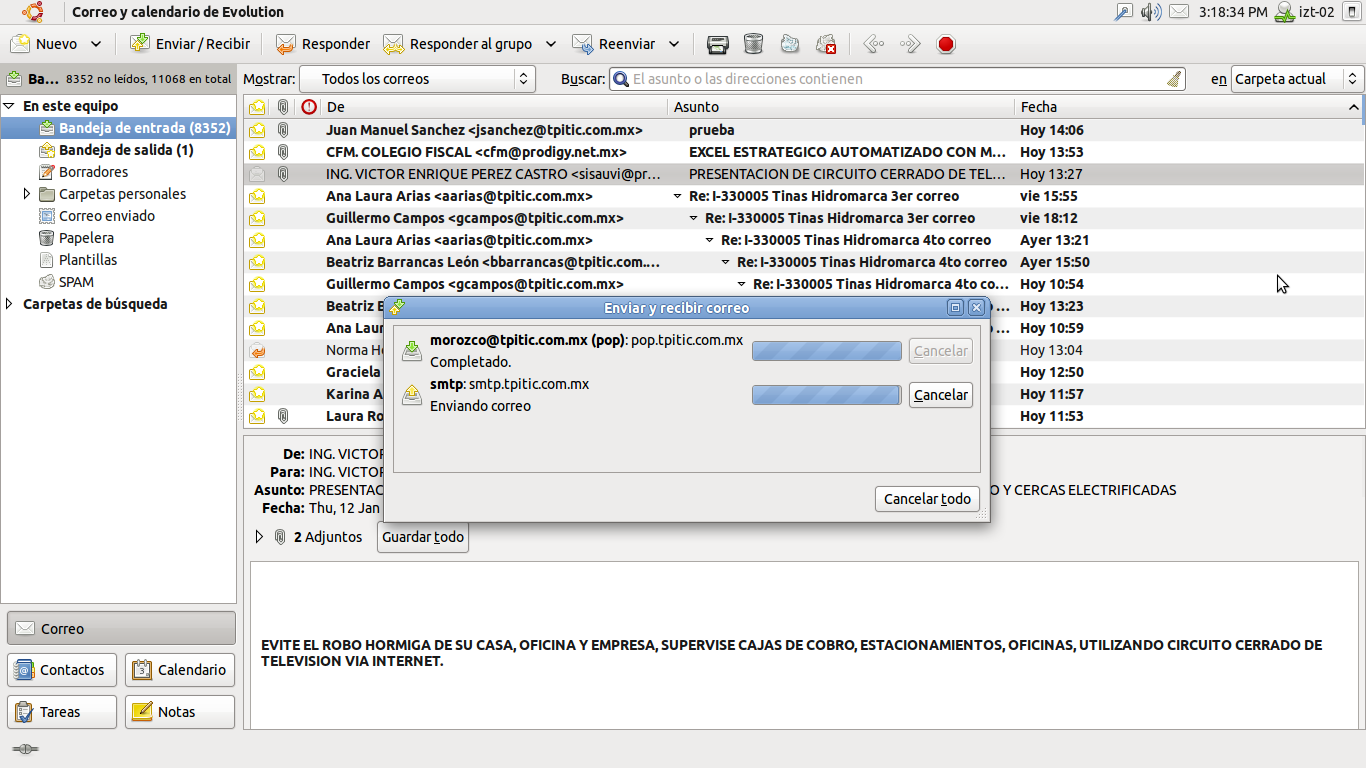 Correo y calendario de Evolution 3:18:34 PM izt-02
Nuevo Enviar / Recibir Responder Responder al grupo Reenviar
Ba... 8352 no leídos, 11068 en total Mostrar: Todos los correos Buscar: El asunto o las direcciones contienen en Carpeta actual
En este equipo
Bandeja de entrada (8352)
Bandeja de salida (1)
Borradores
Carpetas personales
Correo enviado
Papelera
Plantillas
SPAM
Carpetas de búsqueda
De Asunto Fecha
Juan Manuel Sanchez <jsanchez@tpitic.com.mx> prueba Hoy 14:06
CFM. COLEGIO FISCAL <cfm@prodigy.net.mx> EXCEL ESTRATEGICO AUTOMATIZADO CON M... Hoy 13:53
ING. VICTOR ENRIQUE PEREZ CASTRO <sisauvi@pr... PRESENTACION DE CIRCUITO CERRADO DE TEL... Hoy 13:27
Ana Laura Arias <aarias@tpitic.com.mx> Re: I-330005 Tinas Hidromarca 3er correo vie 15:55
Guillermo Campos <gcampos@tpitic.com.mx> Re: I-330005 Tinas Hidromarca 3er correo vie 18:12
Ana Laura Arias <aarias@tpitic.com.mx> Re: I-330005 Tinas Hidromarca 4to correo Ayer 13:21
Beatriz Barrancas León <bbarrancas@tpitic.com.... Re: I-330005 Tinas Hidromarca 4to correo Ayer 15:50
Guillermo Campos <gcampos@tpitic.com.mx> Re: I-330005 Tinas Hidromarca 4to co... Hoy 10:54
Beatriz ... Hoy 13:23
Ana Lau ... Hoy 10:59
Norma He Hoy 13:04
Graciela Hoy 12:50
Karina A Hoy 11:57
Laura Ro Hoy 11:53
Enviar y recibir correo
morozco@tpitic.com.mx (pop): pop.tpitic.com.mx Cancelar
Completado.
smtp: smtp.tpitic.com.mx Cancelar
Enviando correo
Cancelar todo
De: ING. VICTOR
Para: ING. VICTOR
Asunto: PRESENTAC O Y CERCAS ELECTRIFICADAS
Fecha: Thu, 12 Jan
2 Adjuntos Guardar todo
EVITE EL ROBO HORMIGA DE SU CASA, OFICINA Y EMPRESA, SUPERVISE CAJAS DE COBRO, ESTACIONAMIENTOS, OFICINAS, UTILIZANDO CIRCUITO CERRADO DE
TELEVISION VIA INTERNET.
Correo
Contactos Calendario
Tareas Notas